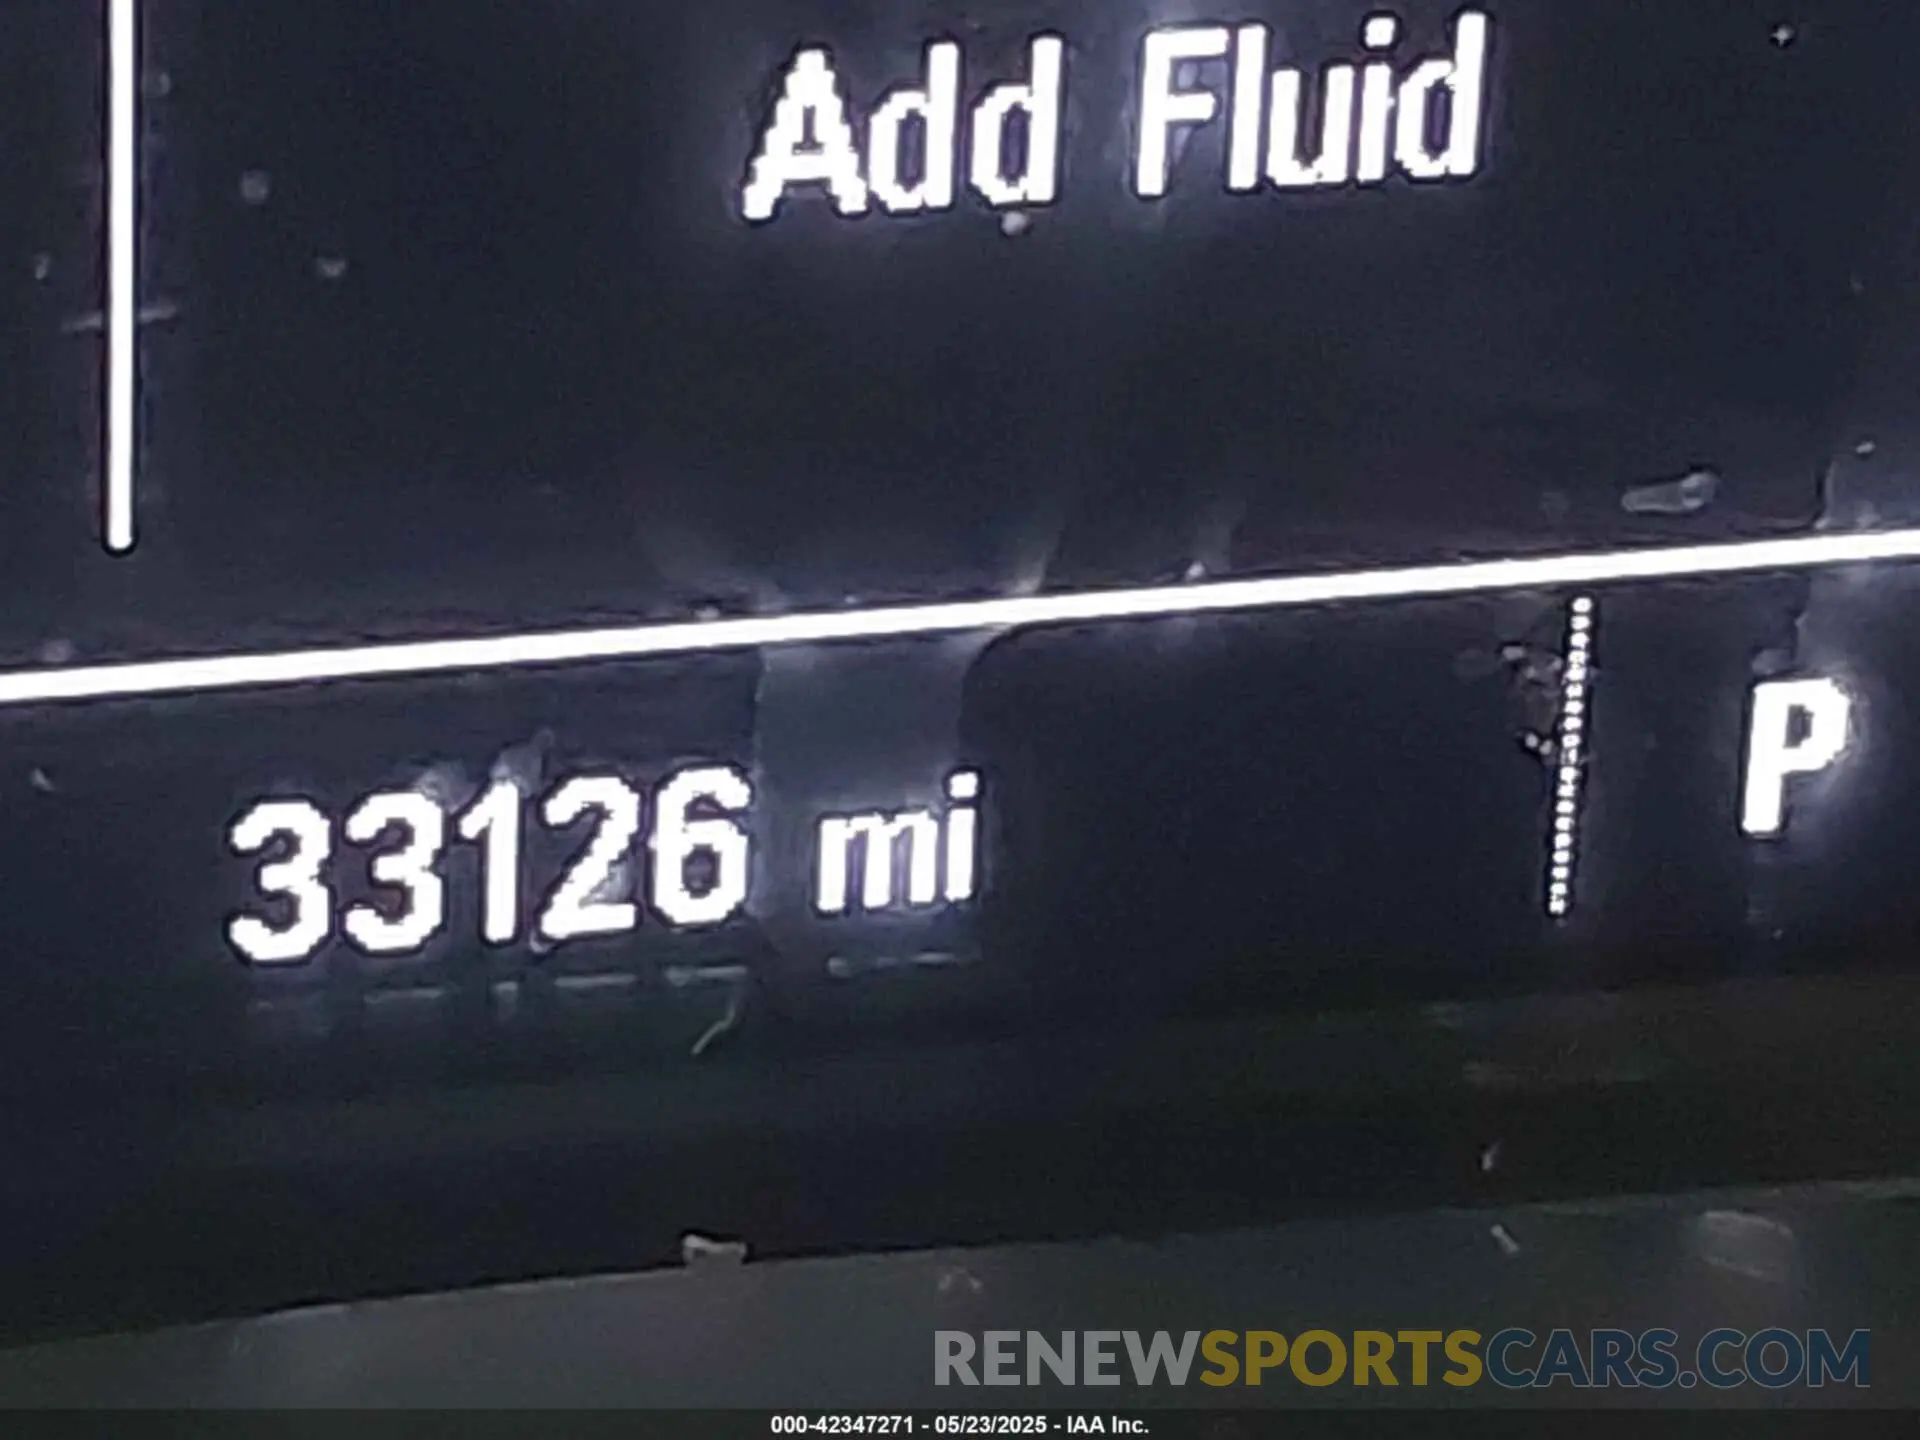 Add Fluid
33126 mi
P
RENEWSPORTSCARS.COM
000-42347271 - 05/23/2025 - IAA Inc.